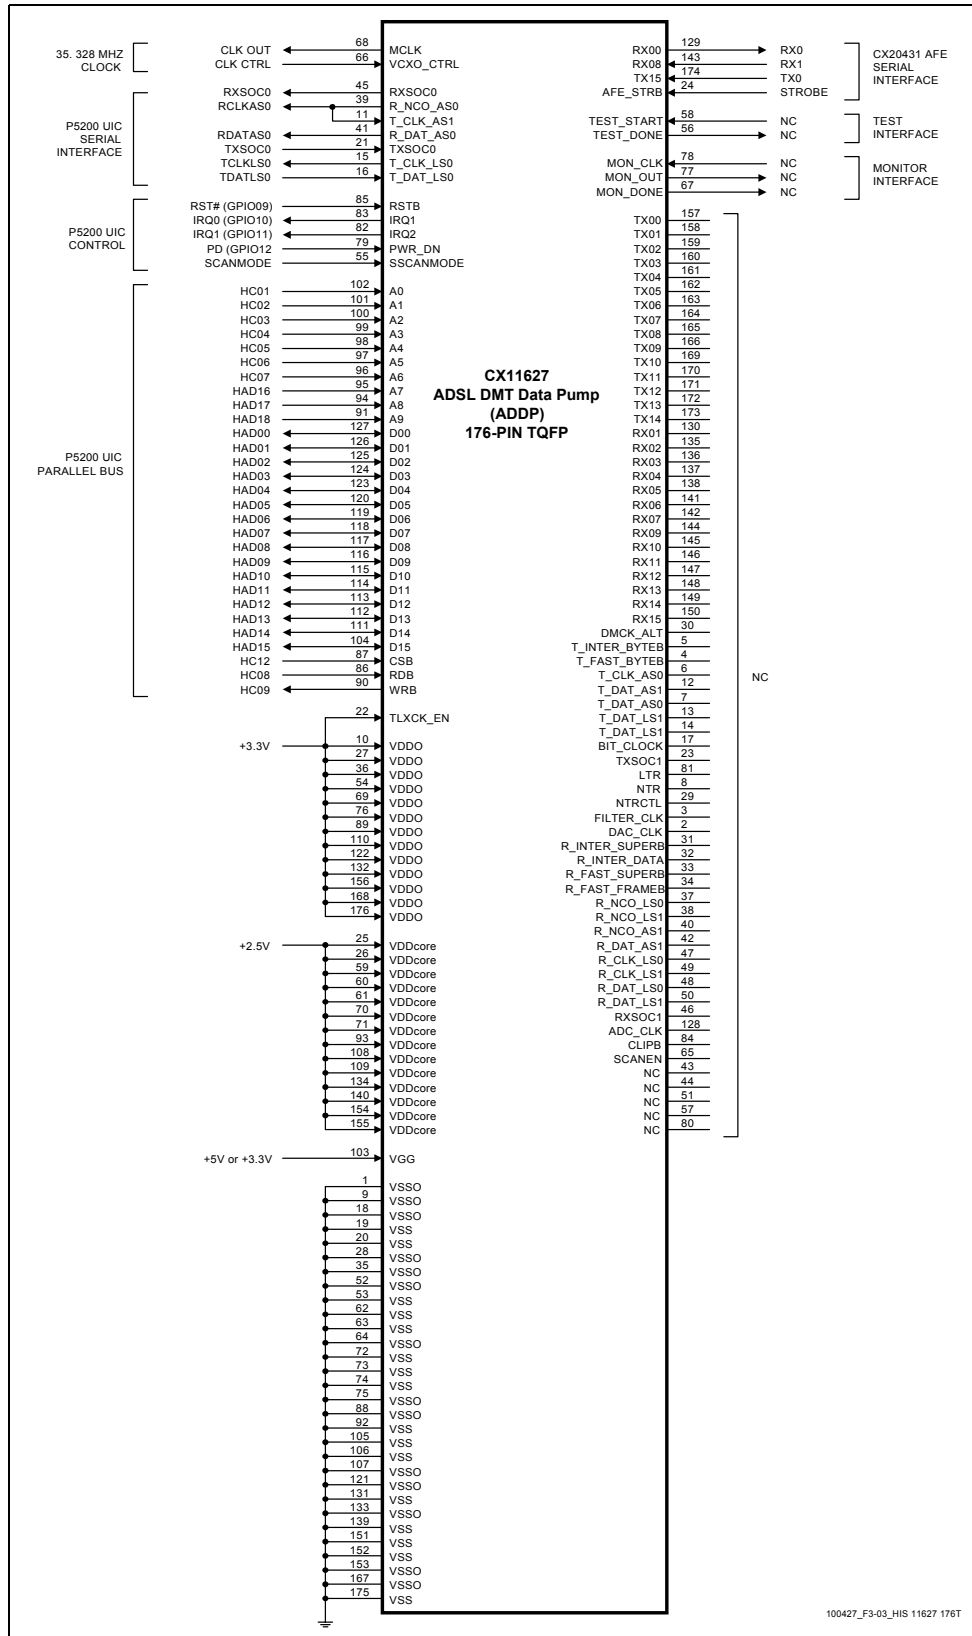 35. 328 MHZ
CLOCK
CLK OUT 68 MCLK
CLK CTRL 66 VCXO_CTRL
P5200 UIC
SERIAL
INTERFACE
RXSOC0 45 RXSOC0
RCLKAS0 39 R_NCO_AS0
11 T_CLK_AS1
RDATAS0 41 R_DAT_AS0
TXSOC0 21 TXSOC0
TCLKLS0 15 T_CLK_LS0
TDATLS0 16 T_DAT_LS0
P5200 UIC
CONTROL
RST# (GPIO09) 85 RSTB
IRQ0 (GPIO10) 83 IRQ1
IRQ1 (GPIO11) 82 IRQ2
PD (GPIO12 79 PWR_DN
SCANMODE 55 SSCANMODE
P5200 UIC
PARALLEL BUS
HC01 102 A0
HC02 101 A1
HC03 100 A2
HC04 99 A3
HC05 98 A4
HC06 97 A5
HC07 96 A6
HAD16 95 A7
HAD17 94 A8
HAD18 91 A9
HAD00 127 D00
HAD01 126 D01
HAD02 125 D02
HAD03 124 D03
HAD04 123 D04
HAD05 120 D05
HAD06 119 D06
HAD07 118 D07
HAD08 117 D08
HAD09 116 D09
HAD10 115 D10
HAD11 114 D11
HAD12 113 D12
HAD13 112 D13
HAD14 111 D14
HAD15 104 D15
HC12 87 CSB
HC08 86 RDB
HC09 90 WRB
22 TLXCK_EN
+3.3V 10 VDDO
27 VDDO
36 VDDO
54 VDDO
69 VDDO
76 VDDO
89 VDDO
110 VDDO
122 VDDO
132 VDDO
156 VDDO
168 VDDO
176 VDDO
+2.5V 25 VDDcore
26 VDDcore
59 VDDcore
60 VDDcore
61 VDDcore
70 VDDcore
71 VDDcore
93 VDDcore
108 VDDcore
109 VDDcore
134 VDDcore
140 VDDcore
154 VDDcore
155 VDDcore
+5V or +3.3V 103 VGG
1 VSSO
9 VSSO
18 VSSO
19 VSS
20 VSS
28 VSSO
35 VSSO
52 VSSO
53 VSS
62 VSS
63 VSS
64 VSSO
72 VSS
73 VSS
74 VSS
75 VSSO
88 VSSO
92 VSS
105 VSS
106 VSS
107 VSSO
121 VSSO
131 VSS
133 VSSO
139 VSS
151 VSS
152 VSS
153 VSSO
167 VSSO
175 VSS
CX11627
ADSL DMT Data Pump
(ADDP)
176-PIN TQFP
RX00 129 RX0
RX08 143 RX1
TX15 174 TX0
AFE_STRB 24 STROBE
CX20431 AFE
SERIAL
INTERFACE
TEST_START 58 NC
TEST_DONE 56 NC
TEST
INTERFACE
MON_CLK 78 NC
MON_OUT 77 NC
MON_DONE 67 NC
MONITOR
INTERFACE
TX00 157
TX01 158
TX02 159
TX03 160
TX04 161
TX05 162
TX06 163
TX07 164
TX08 165
TX09 166
TX10 169
TX11 170
TX12 171
TX13 172
TX14 173
RX01 130
RX02 135
RX03 136
RX04 137
RX05 138
RX06 141
RX07 142
RX09 144
RX10 145
RX11 146
RX12 147
RX13 148
RX14 149
RX15 150
DMCK_ALT 30
T_INTER_BYTEB 5
T_FAST_BYTEB 4
T_CLK_AS0 6
T_DAT_AS1 12
T_DAT_AS0 7
T_DAT_LS1 13
T_DAT_LS1 14
BIT_CLOCK 17
TXSOC1 23
LTR 81
NTR 8
NTRCTL 29
FILTER_CLK 3
DAC_CLK 2
R_INTER_SUPERB 31
R_INTER_DATA 32
R_FAST_SUPERB 33
R_FAST_FRAMEB 34
R_NCO_LS0 37
R_NCO_LS1 38
R_NCO_AS1 40
R_DAT_AS1 42
R_CLK_LS0 47
R_CLK_LS1 49
R_DAT_LS0 48
R_DAT_LS1 50
RXSOC1 46
ADC_CLK 128
CLIPB 84
SCANEN 65
NC 43
NC 44
NC 51
NC 57
NC 80
NC
100427_F3-03_HIS 11627 176T